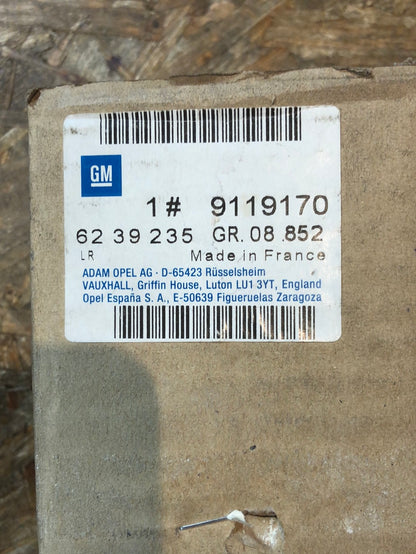 GM
1 # 9119170
62 39 235 GR. 08.852
LR Made in France
ADAM OPEL AG · D-65423 Rüsselsheim
VAUXHALL, Griffin House, Luton LU1 3YT, England
Opel España S. A., E-50639 Figueruelas Zaragoza